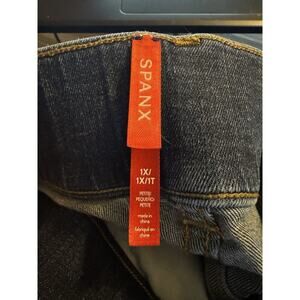 SPANX
1X/
1X/1T
PETITE/
PEQUEÑO/
PETITE
made in
china
fabriqué en
chine